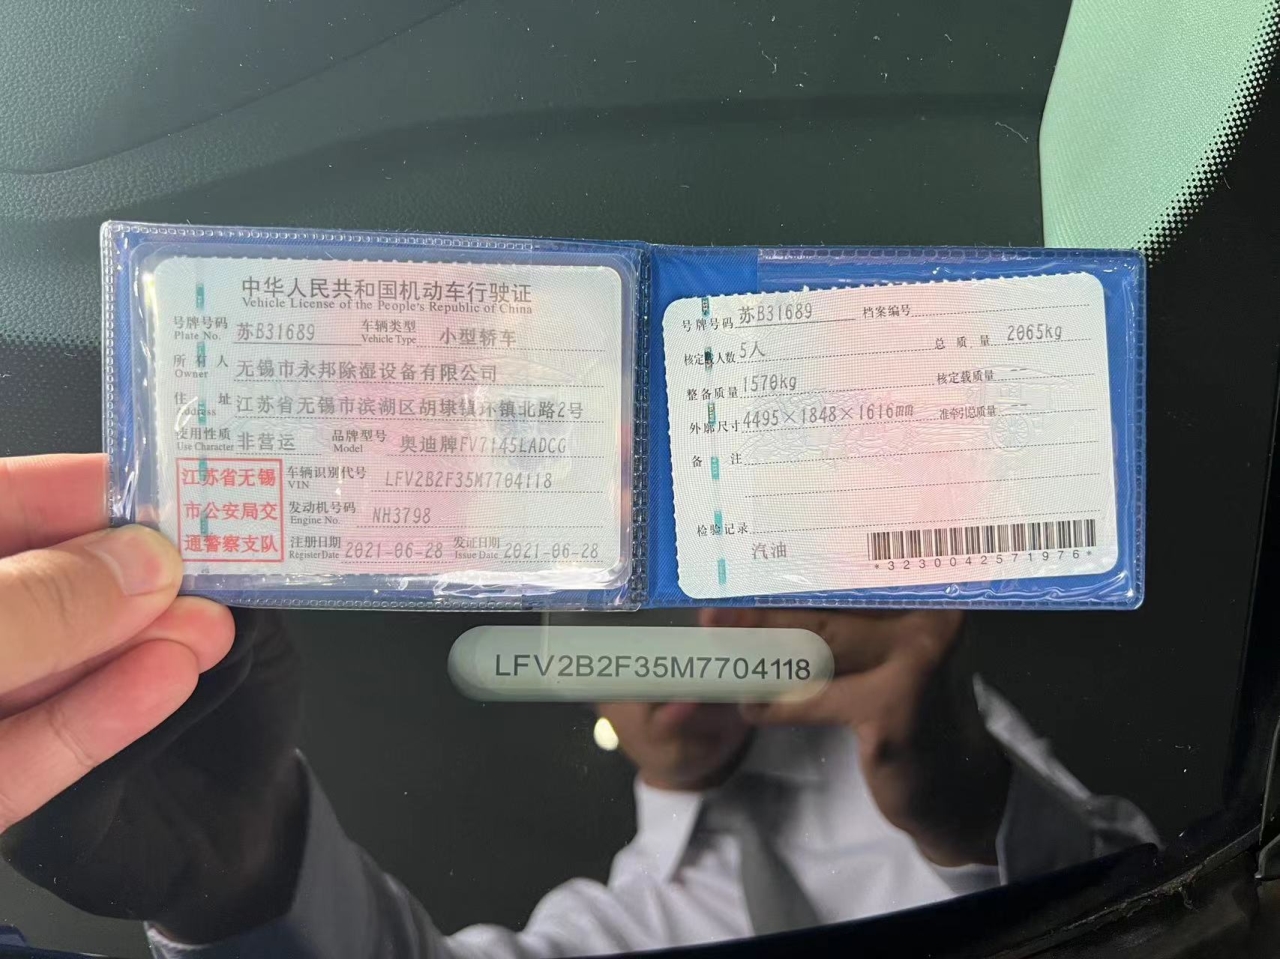 中华人民共和国机动车行驶证
Vehicle License of the People's Republic of China
号牌号码 苏B31689 车辆类型 小型轿车
Plate No. Vehicle Type
所有人 无锡市永邦除湿设备有限公司
Owner
住址 江苏省无锡市滨湖区胡埭镇环镇北路2号
Address
使用性质 非营运 品牌型号 奥迪牌FV7145LADCG
Use Character Model
江苏省无锡
市公安局交
通警察支队
车辆识别代号 LFV2B2F35M7704118
VIN
发动机号码 NH3798
Engine No.
注册日期 2021-06-28 发证日期 2021-06-28
Register Date Issue Date
号牌号码 苏B31689 档案编号
核定载人数 5人 总质量 2065kg
整备质量 1570kg 核定载质量 --
外廓尺寸 4495×1848×1616mm 准牵引总质量 --
备注
检验记录
汽油
*3230042571976*
LFV2B2F35M7704118